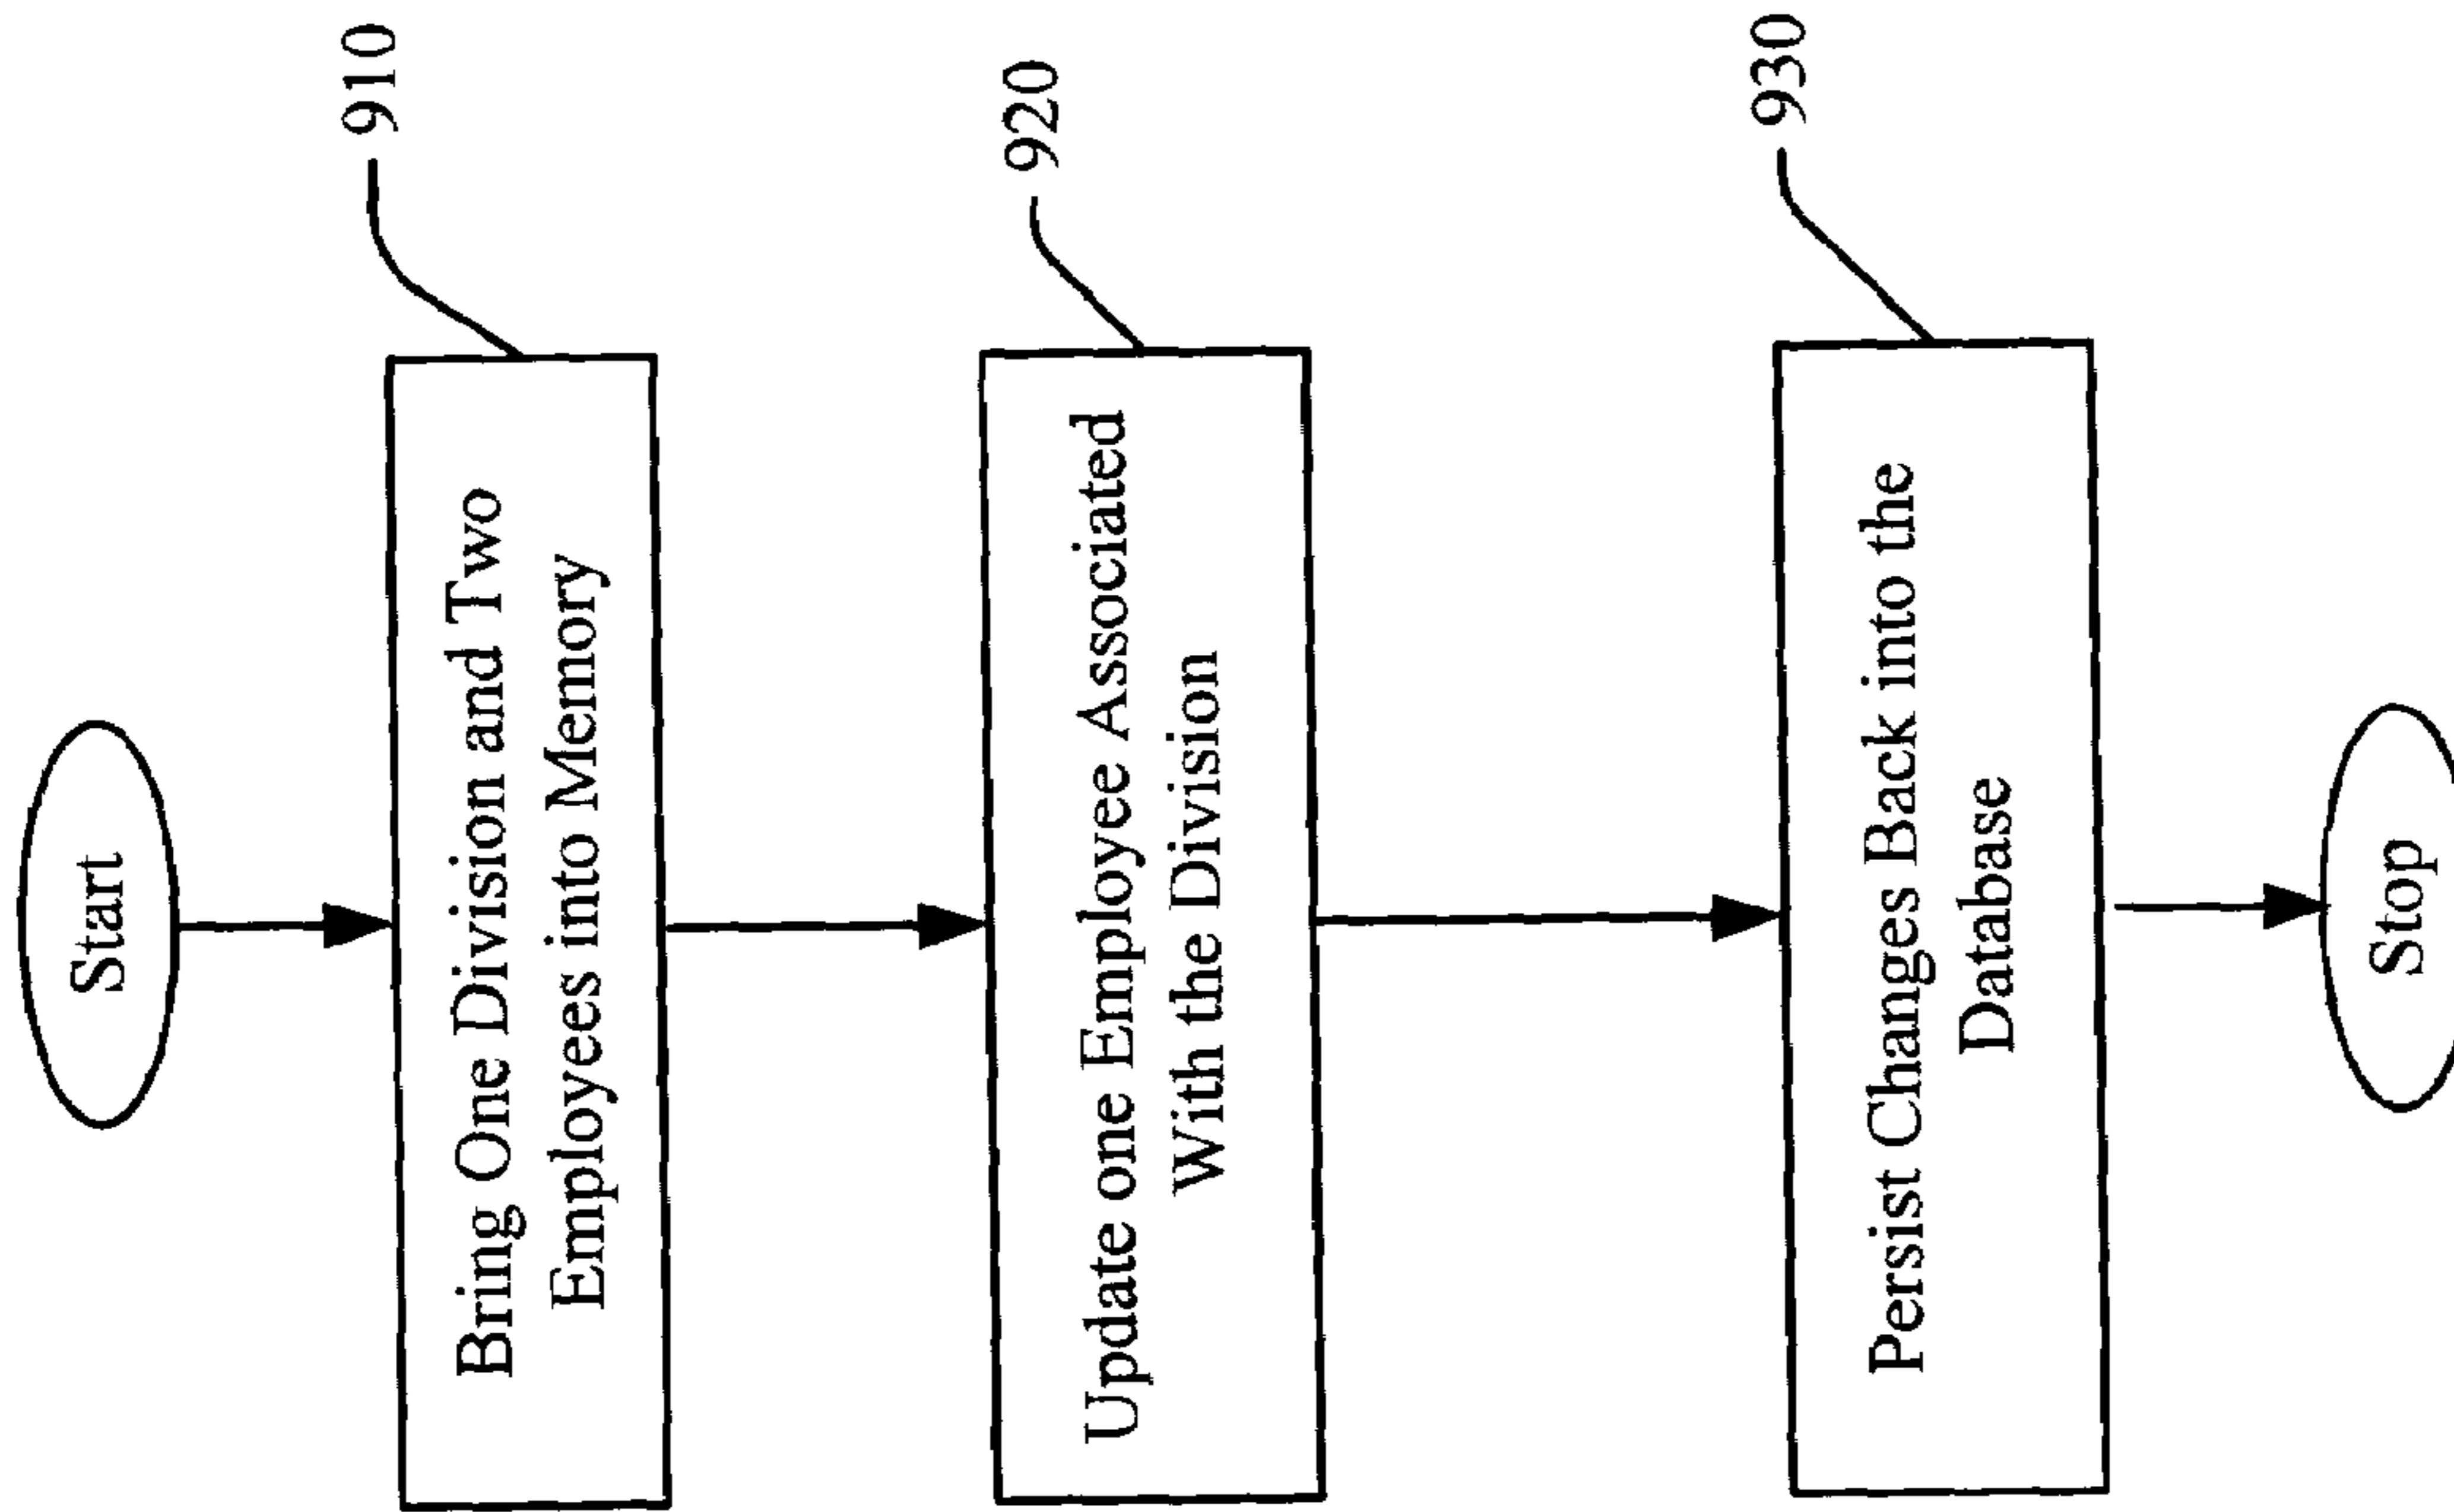 Start
910
Bring One Division and Two
Employees into Memory
920
Update one Employee Associated
With the Division
930
Persist Changes Back into the
Database
Stop